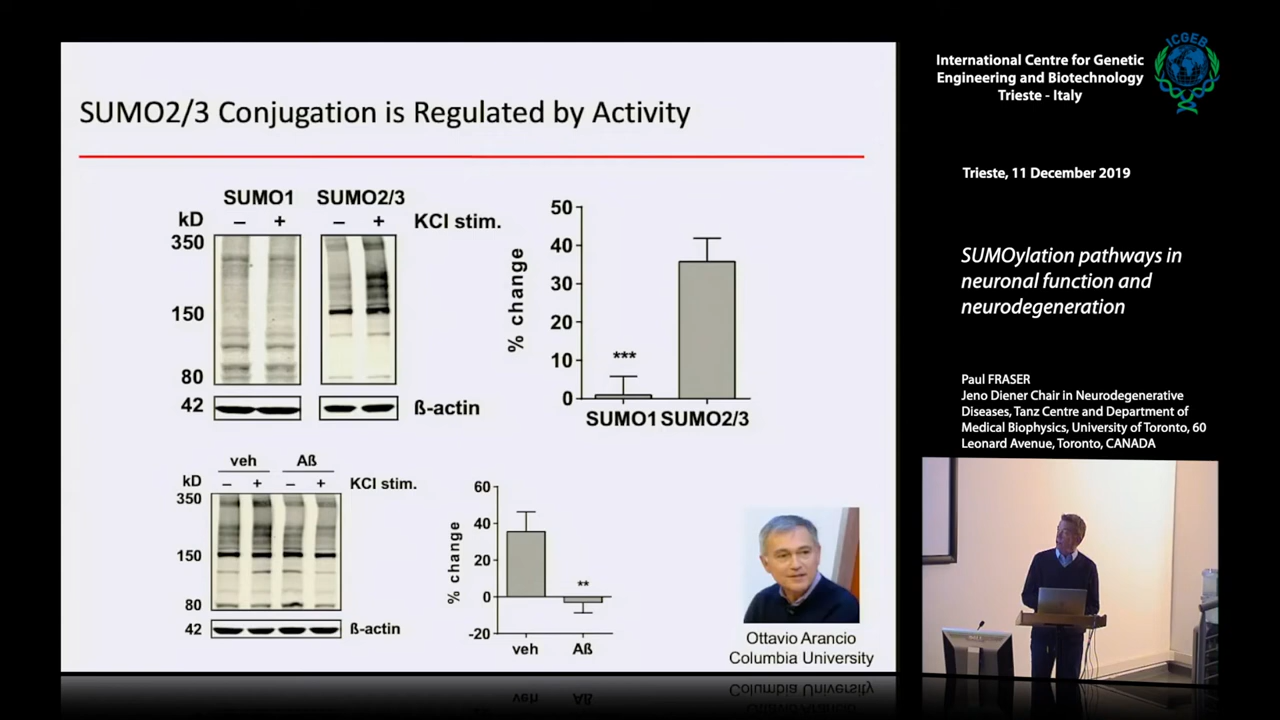 SUMO2/3 Conjugation is Regulated by Activity
SUMO1 SUMO2/3
kD – + – + KCl stim.
350
150
80
42 ß-actin
50
40
30
20
10
0
% change
***
SUMO1 SUMO2/3
veh Aß
kD – + – + KCl stim.
350
150
80
42 ß-actin
60
40
20
0
-20
% change
**
veh Aß
Ottavio Arancio
Columbia University
International Centre for Genetic
Engineering and Biotechnology
Trieste - Italy
ICGEB
Trieste, 11 December 2019
SUMOylation pathways in
neuronal function and
neurodegeneration
Paul FRASER
Jeno Diener Chair in Neurodegenerative
Diseases, Tanz Centre and Department of
Medical Biophysics, University of Toronto, 60
Leonard Avenue, Toronto, CANADA